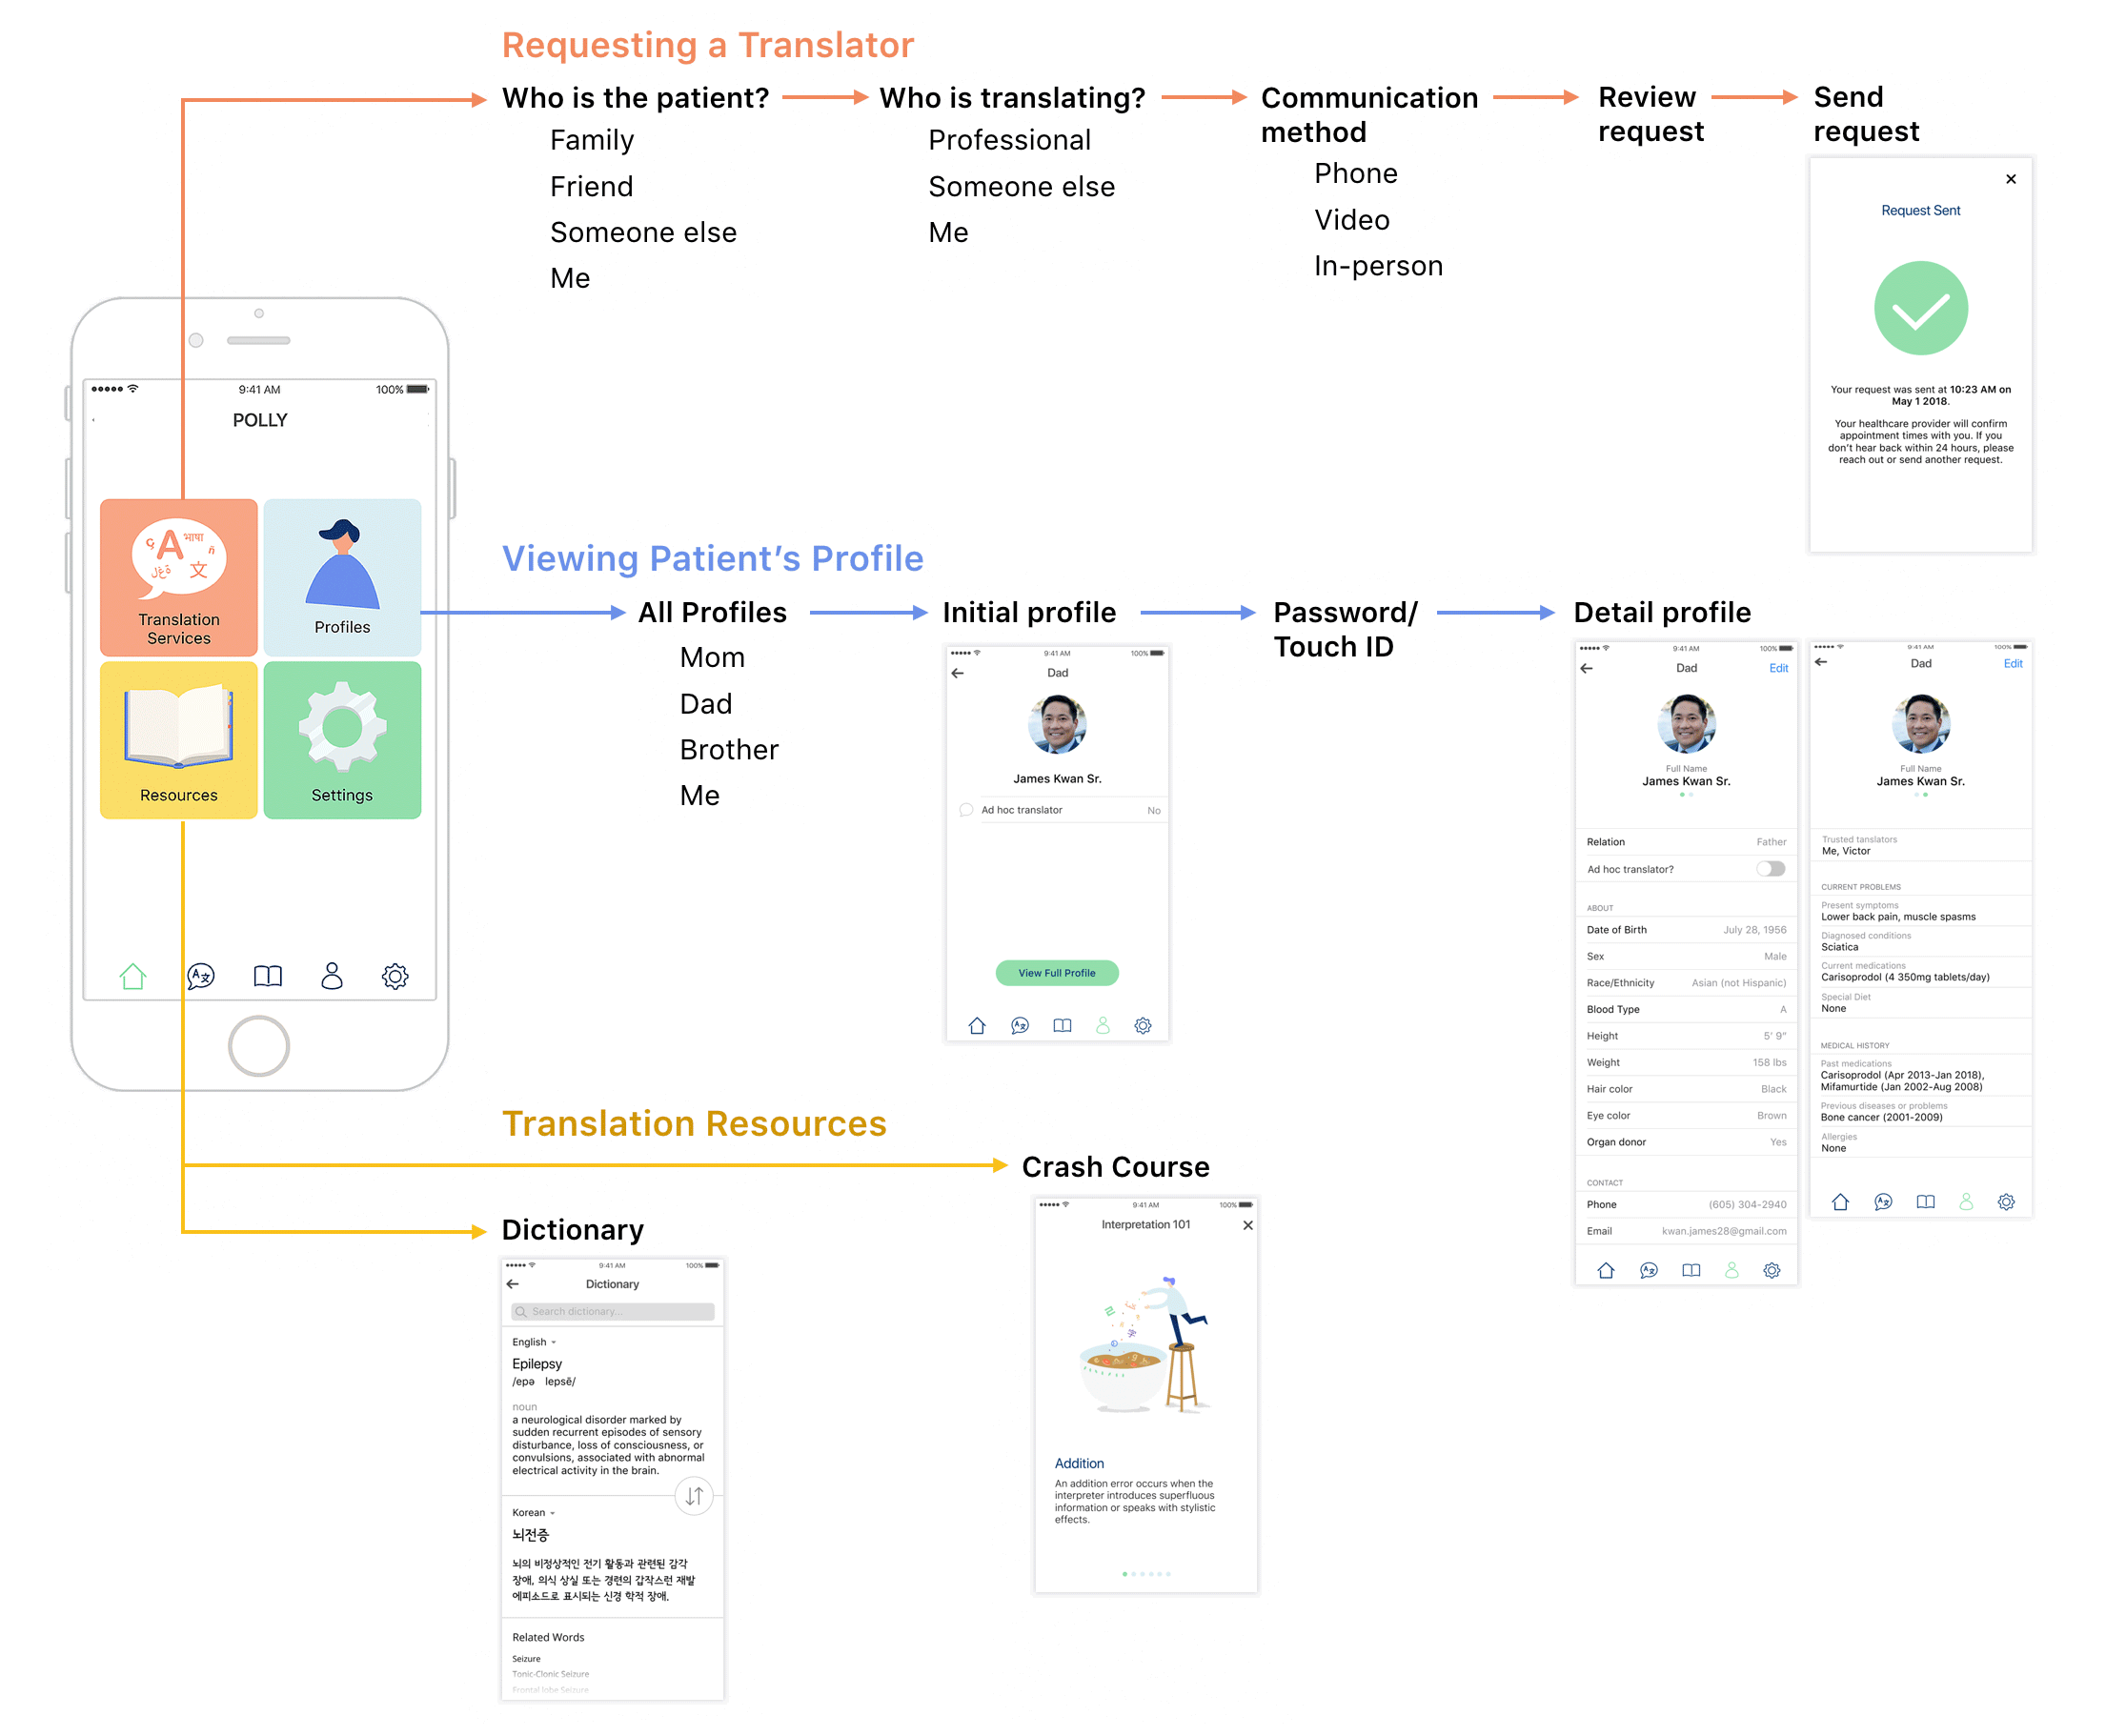 Requesting a Translator
Who is the patient?
Family
Friend
Someone else
Me
Who is translating?
Professional
Someone else
Me
Communication
method
Phone
Video
In-person
Review
request
Send
request
Request Sent
Your request was sent at 10:23 AM on
May 1 2018.
Your healthcare provider will confirm
appointment times with you. If you
don't hear back within 24 hours, please
reach out or send another request.
9:41 AM 100%
POLLY
A भाषा ç ñ 文
Translation
Services
Profiles
Resources
Settings
A文
Viewing Patient's Profile
All Profiles
Mom
Dad
Brother
Me
Initial profile
9:41 AM 100%
Dad
James Kwan Sr.
Ad hoc translator No
View Full Profile
Password/
Touch ID
Detail profile
9:41 AM 100%
Dad Edit
Full Name
James Kwan Sr.
Relation Father
Ad hoc translator?
ABOUT
Date of Birth July 28, 1956
Sex Male
Race/Ethnicity Asian (not Hispanic)
Blood Type A
Height 5' 9"
Weight 158 lbs
Hair color Black
Eye color Brown
Organ donor Yes
CONTACT
Phone (605) 304-2940
Email kwan.james28@gmail.com
9:41 AM 100%
Dad Edit
Full Name
James Kwan Sr.
Trusted tanslators
Me, Victor
CURRENT PROBLEMS
Present symptoms
Lower back pain, muscle spasms
Diagnosed conditions
Sciatica
Current medications
Carisoprodol (4 350mg tablets/day)
Special Diet
None
MEDICAL HISTORY
Past medications
Carisoprodol (Apr 2013-Jan 2018),
Mifamurtide (Jan 2002-Aug 2008)
Previous diseases or problems
Bone cancer (2001-2009)
Allergies
None
Translation Resources
Dictionary
9:41 AM 100%
Dictionary
Search dictionary...
English
Epilepsy
/epə lepsē/
noun
a neurological disorder marked by
sudden recurrent episodes of sensory
disturbance, loss of consciousness, or
convulsions, associated with abnormal
electrical activity in the brain.
Korean
뇌전증
뇌의 비정상적인 전기 활동과 관련된 감각
장애, 의식 상실 또는 경련의 갑작스런 재발
에피소드로 표시되는 신경 학적 장애.
Related Words
Seizure
Tonic-Clonic Seizure
Frontal lobe Seizure
Crash Course
9:41 AM 100%
Interpretation 101
Addition
An addition error occurs when the
interpreter introduces superfluous
information or speaks with stylistic
effects.